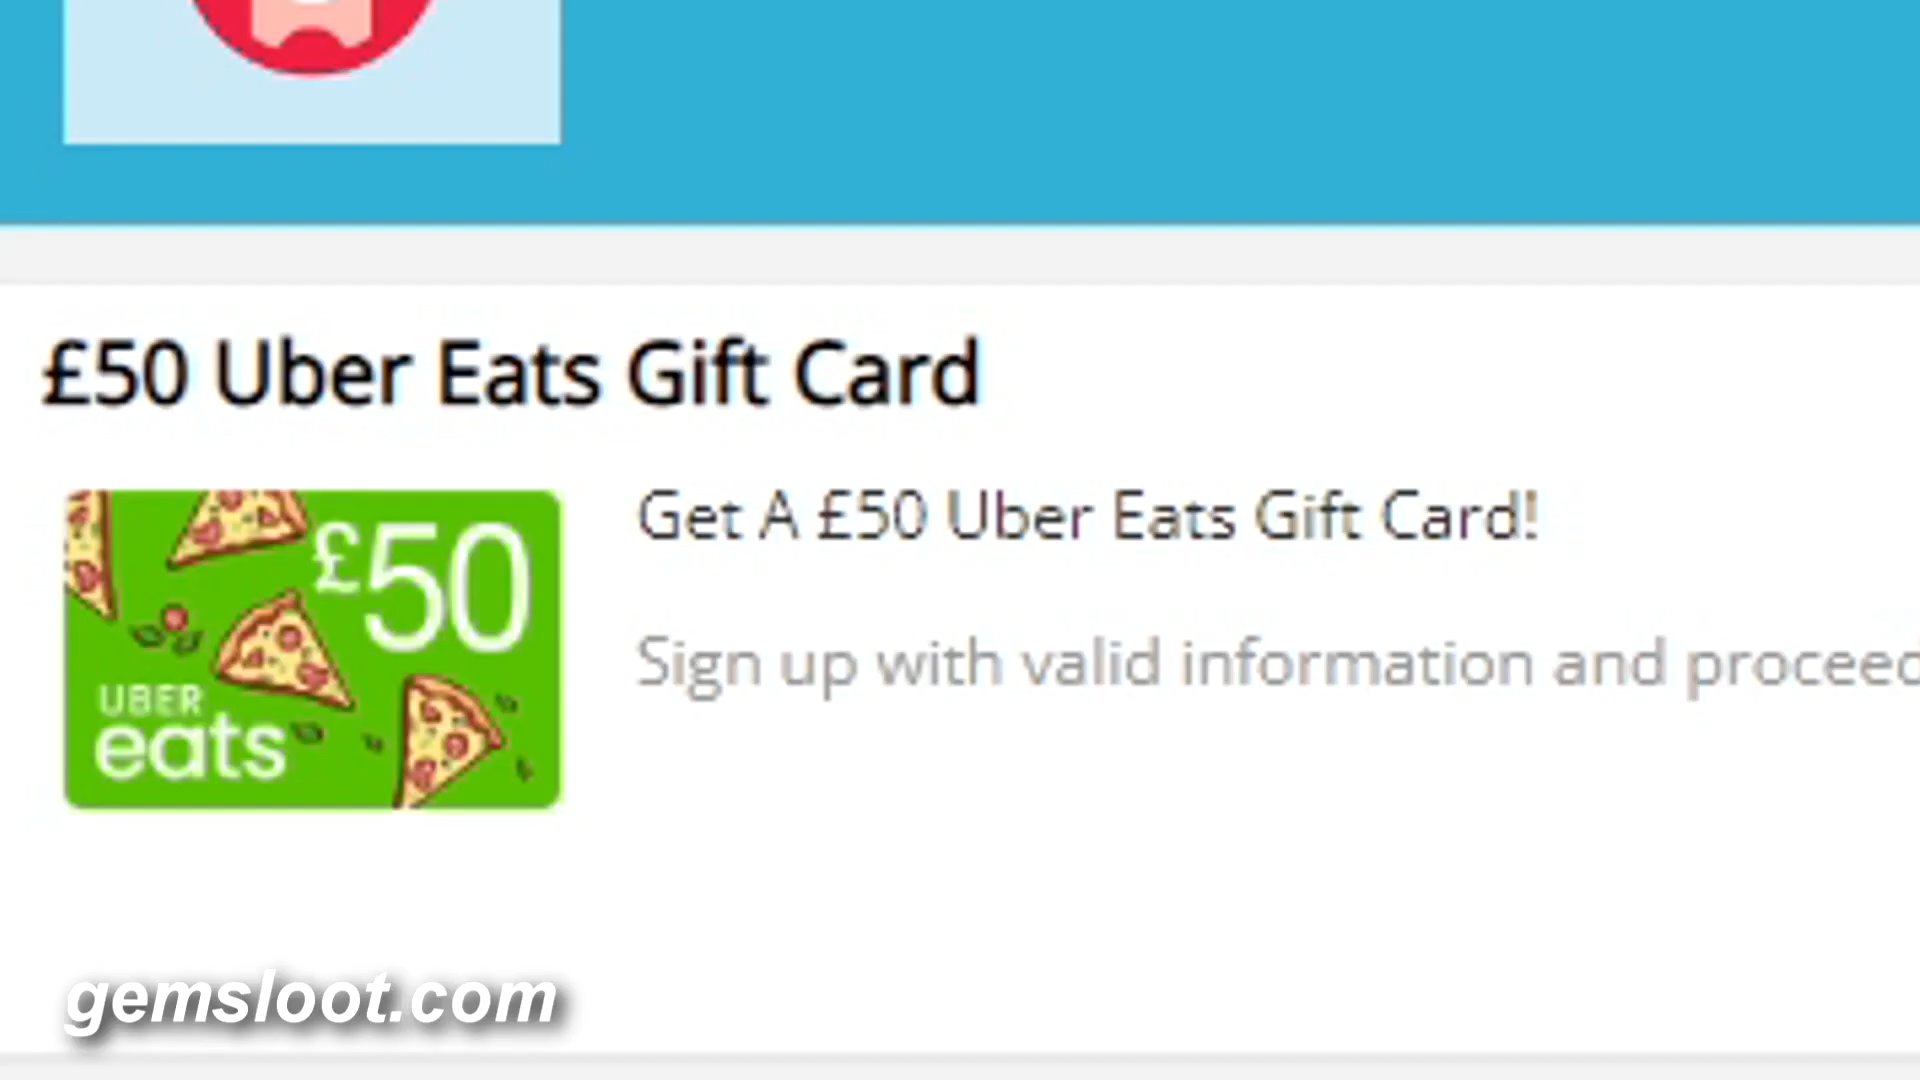 £50 Uber Eats Gift Card
£50
UBER
eats
Get A £50 Uber Eats Gift Card!
Sign up with valid information and proceed
gemsloot.com